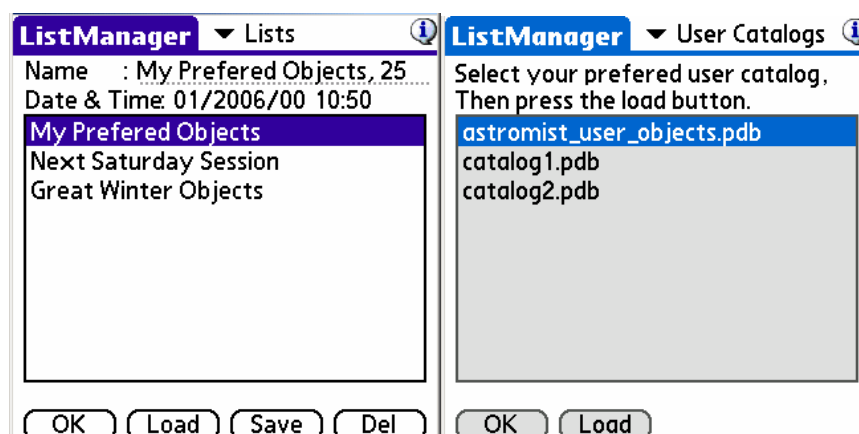 ListManager Lists
Name : My Prefered Objects, 25
Date & Time: 01/2006/00 10:50
My Prefered Objects
Next Saturday Session
Great Winter Objects
OK Load Save Del
ListManager User Catalogs
Select your prefered user catalog,
Then press the load button.
astromist_user_objects.pdb
catalog1.pdb
catalog2.pdb
OK Load